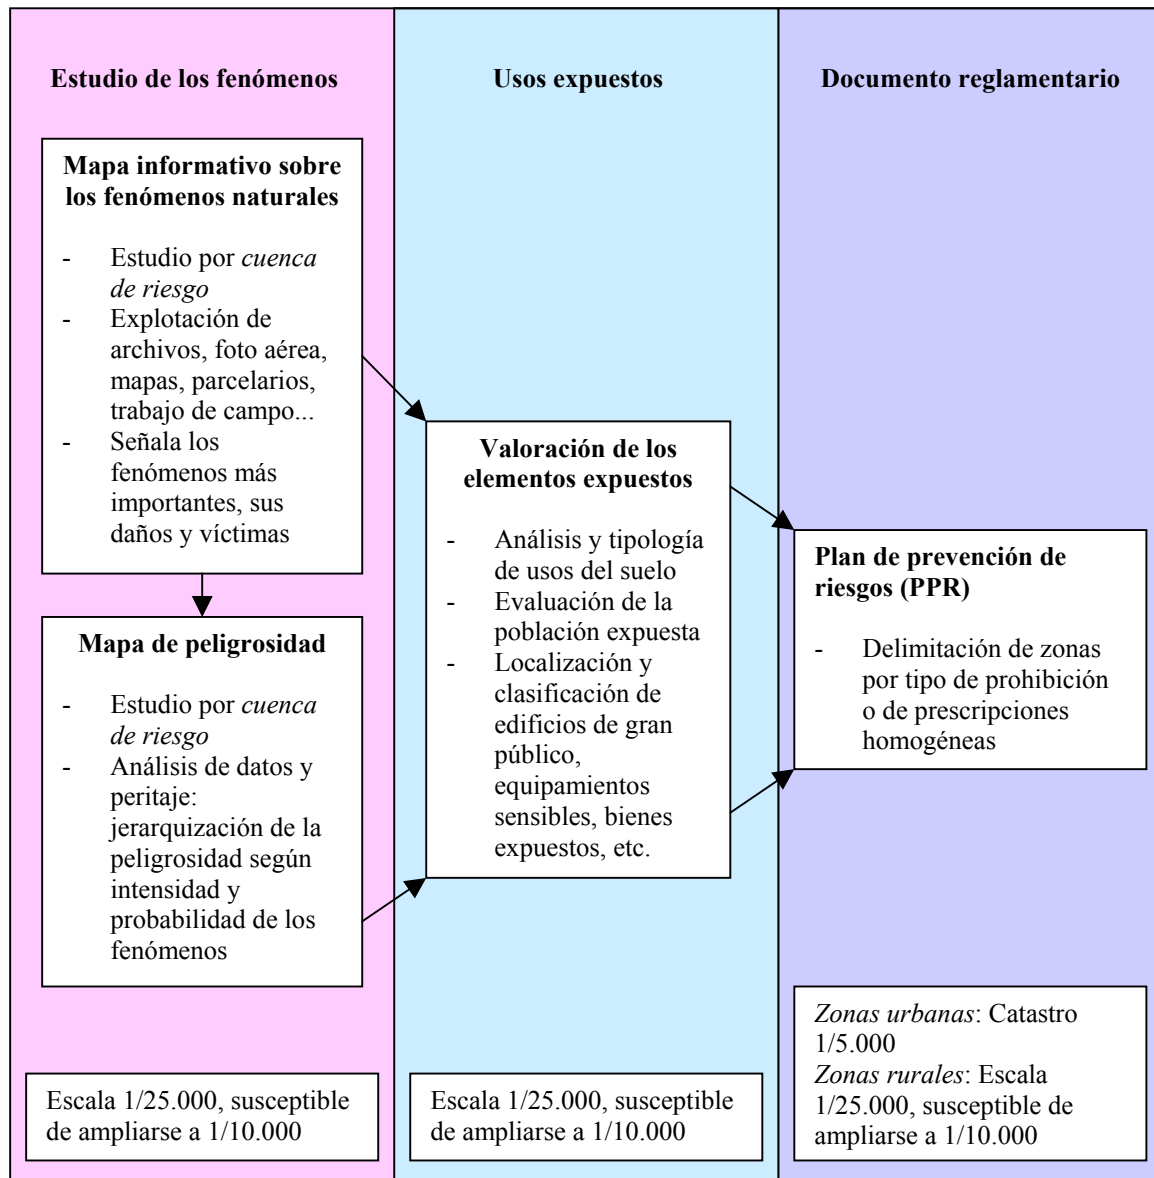 Estudio de los fenómenos
Mapa informativo sobre
los fenómenos naturales
- Estudio por cuenca
de riesgo
- Explotación de
archivos, foto aérea,
mapas, parcelarios,
trabajo de campo...
- Señala los
fenómenos más
importantes, sus
daños y víctimas
Mapa de peligrosidad
- Estudio por cuenca
de riesgo
- Análisis de datos y
peritaje:
jerarquización de la
peligrosidad según
intensidad y
probabilidad de los
fenómenos
Escala 1/25.000, susceptible
de ampliarse a 1/10.000
Usos expuestos
Valoración de los
elementos expuestos
- Análisis y tipología
de usos del suelo
- Evaluación de la
población expuesta
- Localización y
clasificación de
edificios de gran
público,
equipamientos
sensibles, bienes
expuestos, etc.
Escala 1/25.000, susceptible
de ampliarse a 1/10.000
Documento reglamentario
Plan de prevención de
riesgos (PPR)
- Delimitación de zonas
por tipo de prohibición
o de prescripciones
homogéneas
Zonas urbanas: Catastro
1/5.000
Zonas rurales: Escala
1/25.000, susceptible de
ampliarse a 1/10.000